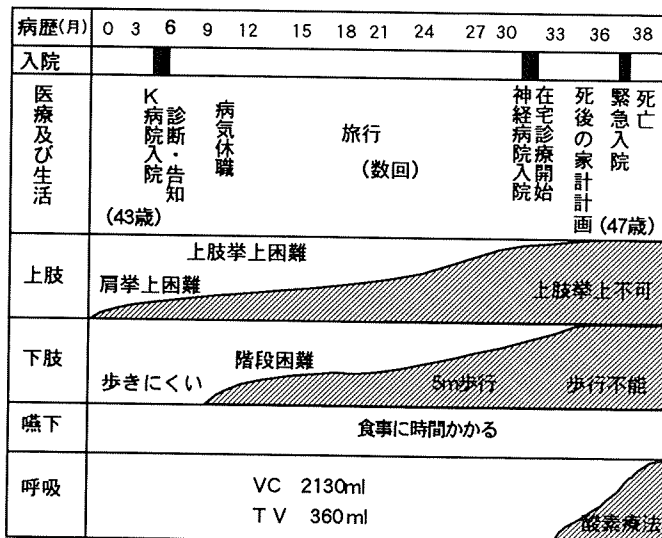 病歴(月) 0 3 6 9 12 15 18 21 24 27 30 33 36 38
入院
医療及び生活
K病院入院
(43歳)
診断・告知
病気休職
旅行
(数回)
神経病院入院
在宅診療開始
死後の家計計画
緊急入院
(47歳)
死亡
上肢
上肢挙上困難
肩挙上困難
上肢挙上不可
下肢
階段困難
歩きにくい
5m歩行
歩行不能
嚥下
食事に時間かかる
呼吸
VC 2130ml
TV 360ml
酸素療法